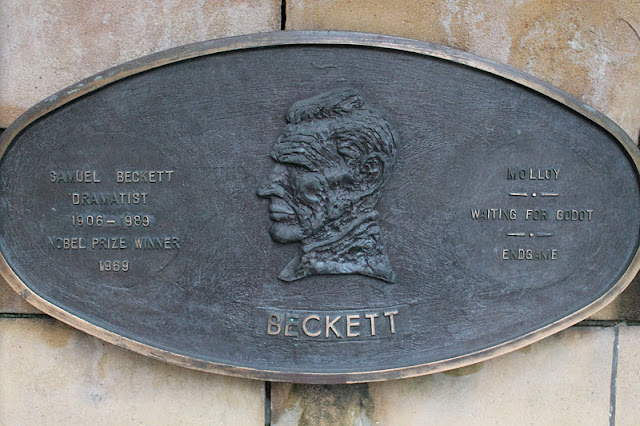 SAMUEL BECKETT
DRAMATIST
1906-1989
NOBEL PRIZE WINNER
1969
BECKETT
MOLLOY
WAITING FOR GODOT
ENDGAME